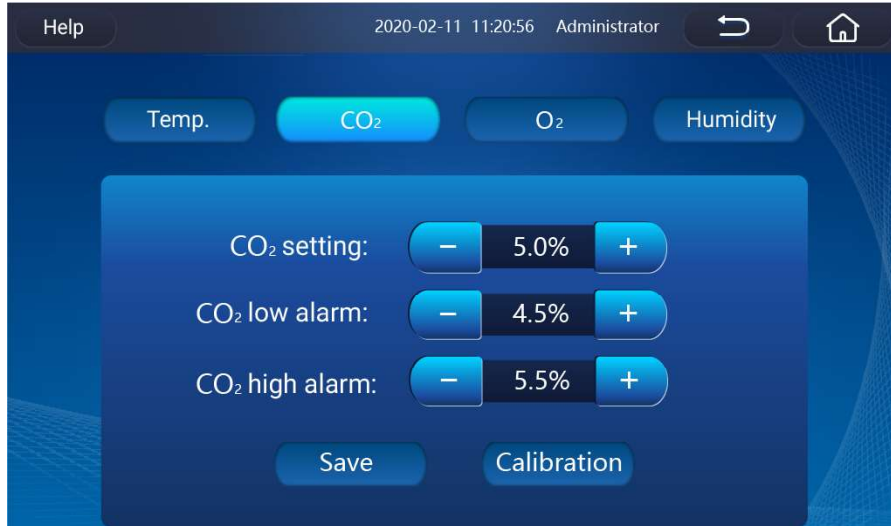 Help 2020-02-11 11:20:56 Administrator
Temp. CO₂ O₂ Humidity
CO₂ setting: − 5.0% +
CO₂ low alarm: − 4.5% +
CO₂ high alarm: − 5.5% +
Save Calibration